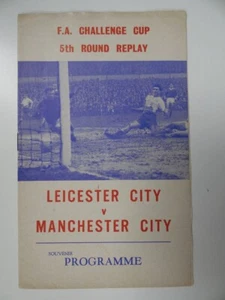 F.A. CHALLENGE CUP
5th ROUND REPLAY
LEICESTER CITY
v
MANCHESTER CITY
SOUVENIR
PROGRAMME